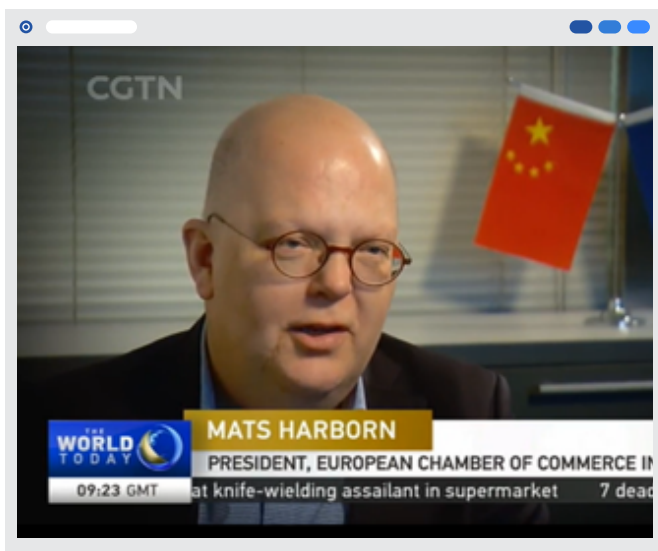 CGTN
MATS HARBORN
THE
WORLD
TODAY
PRESIDENT, EUROPEAN CHAMBER OF COMMERCE IN
09:23 GMT
at knife-wielding assailant in supermarket 7 dead